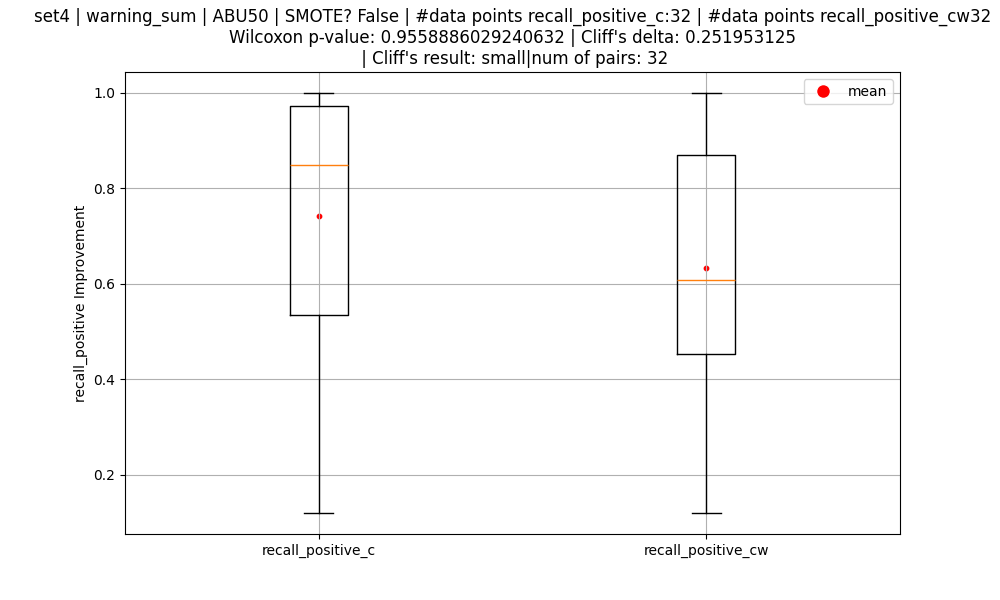 set4 | warning_sum | ABU50 | SMOTE? False | #data points recall_positive_c:32 | #data points recall_positive_cw32
Wilcoxon p-value: 0.9558886029240632 | Cliff's delta: 0.251953125
| Cliff's result: small|num of pairs: 32
mean
1.0
0.8
0.6
0.4
0.2
recall_positive Improvement
recall_positive_c
recall_positive_cw